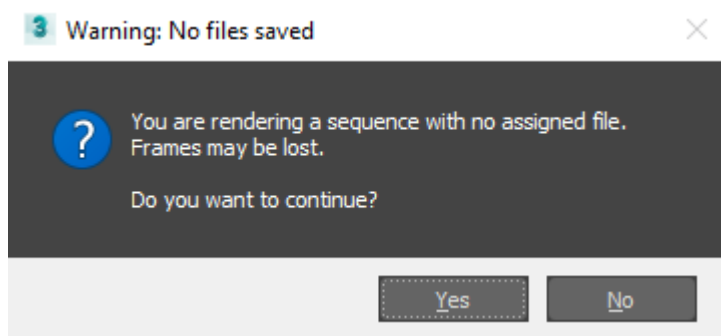 3 Warning: No files saved
?
You are rendering a sequence with no assigned file.
Frames may be lost.
Do you want to continue?
Yes No